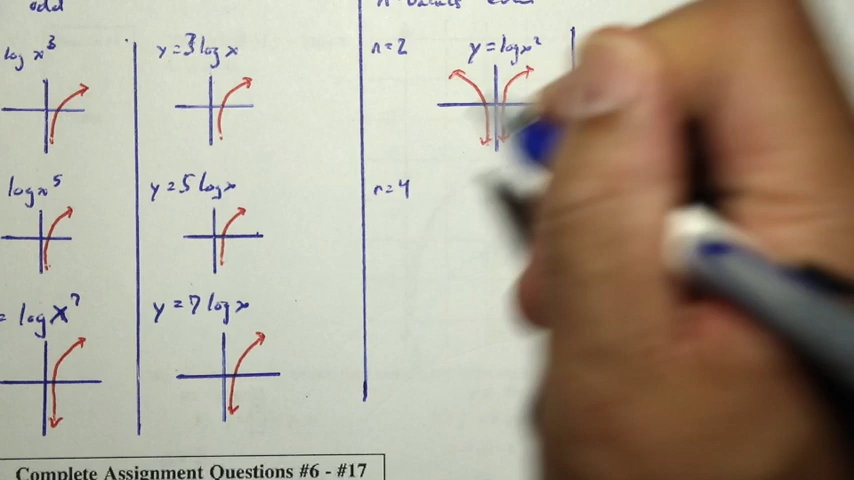 odd
log x³
y = 3 log x
n = 2
y = log x²
log x⁵
y = 5 log x
n = 4
= log x⁷
y = 7 log x
Complete Assignment Questions #6 - #17